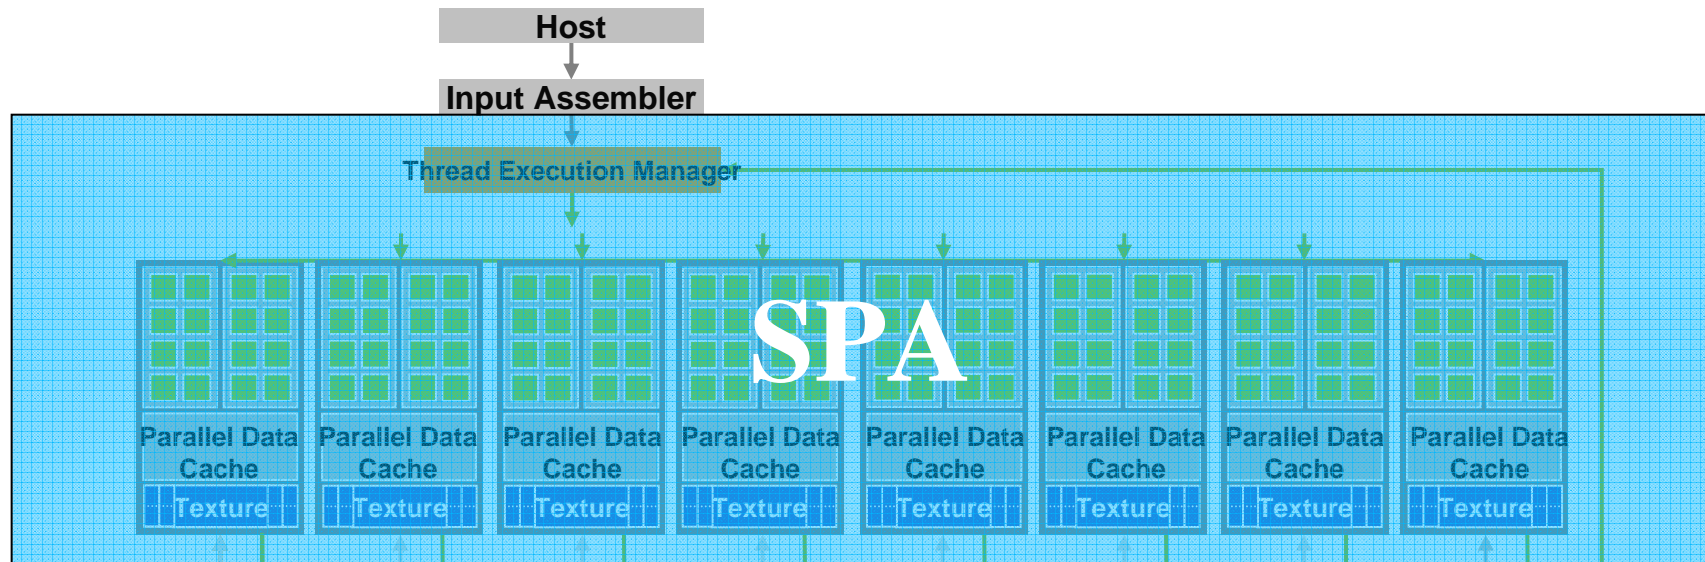 Host
Input Assembler
Thread Execution Manager
SPA
Parallel Data
Cache
Texture
Parallel Data
Cache
Texture
Parallel Data
Cache
Texture
Parallel Data
Cache
Texture
Parallel Data
Cache
Texture
Parallel Data
Cache
Texture
Parallel Data
Cache
Texture
Parallel Data
Cache
Texture